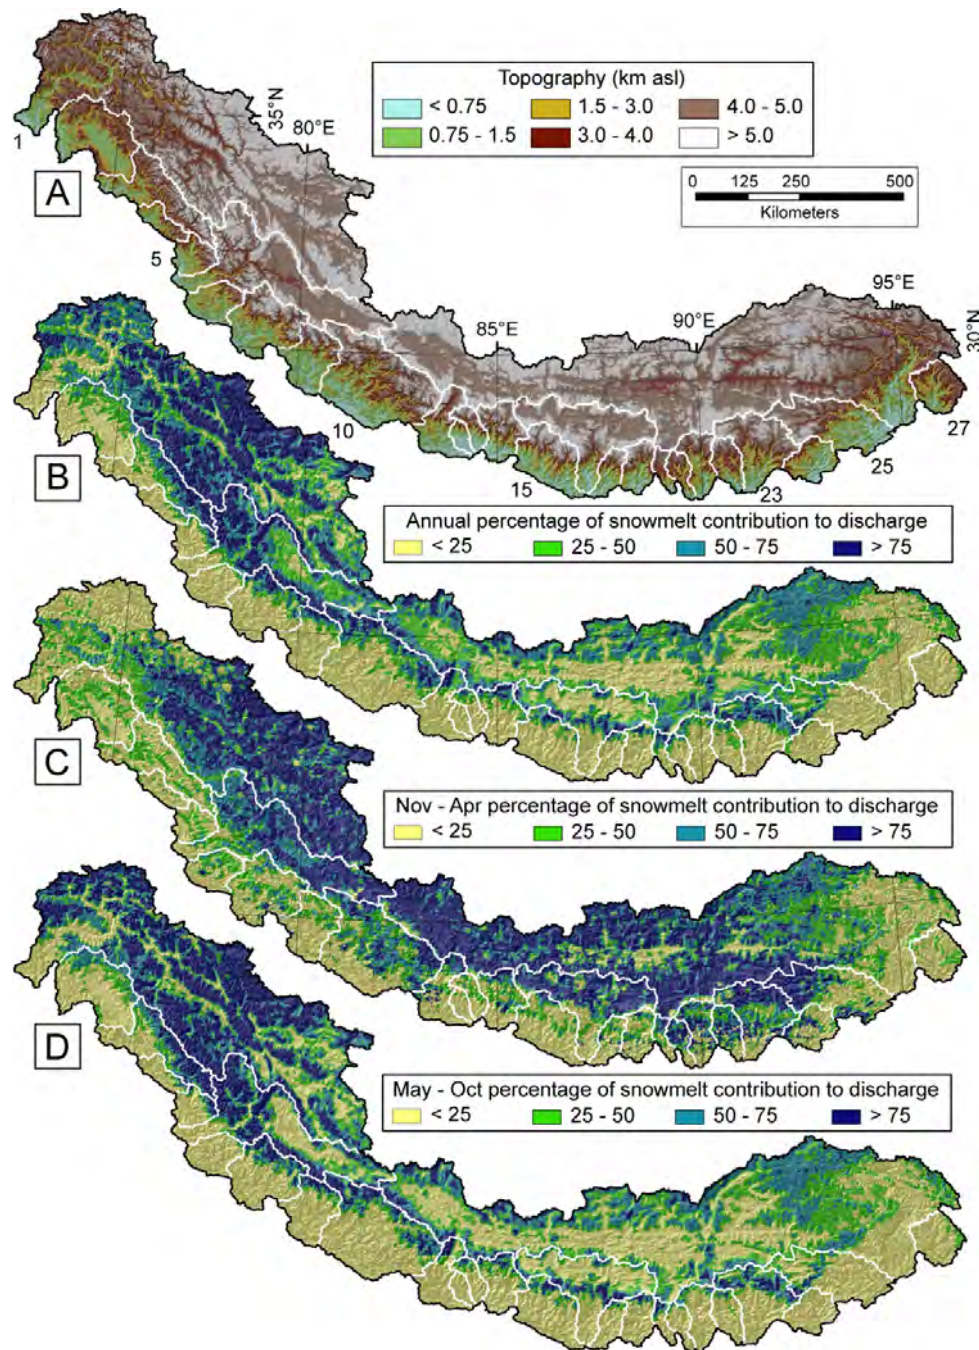 Topography (km asl)
< 0.75
1.5 - 3.0
4.0 - 5.0
0.75 - 1.5
3.0 - 4.0
> 5.0
0 125 250 500
Kilometers
35°N
80°E
1
A
5
85°E
90°E
95°E
30°N
10
15
23
25
27
B
Annual percentage of snowmelt contribution to discharge
< 25
25 - 50
50 - 75
> 75
C
Nov - Apr percentage of snowmelt contribution to discharge
< 25
25 - 50
50 - 75
> 75
D
May - Oct percentage of snowmelt contribution to discharge
< 25
25 - 50
50 - 75
> 75